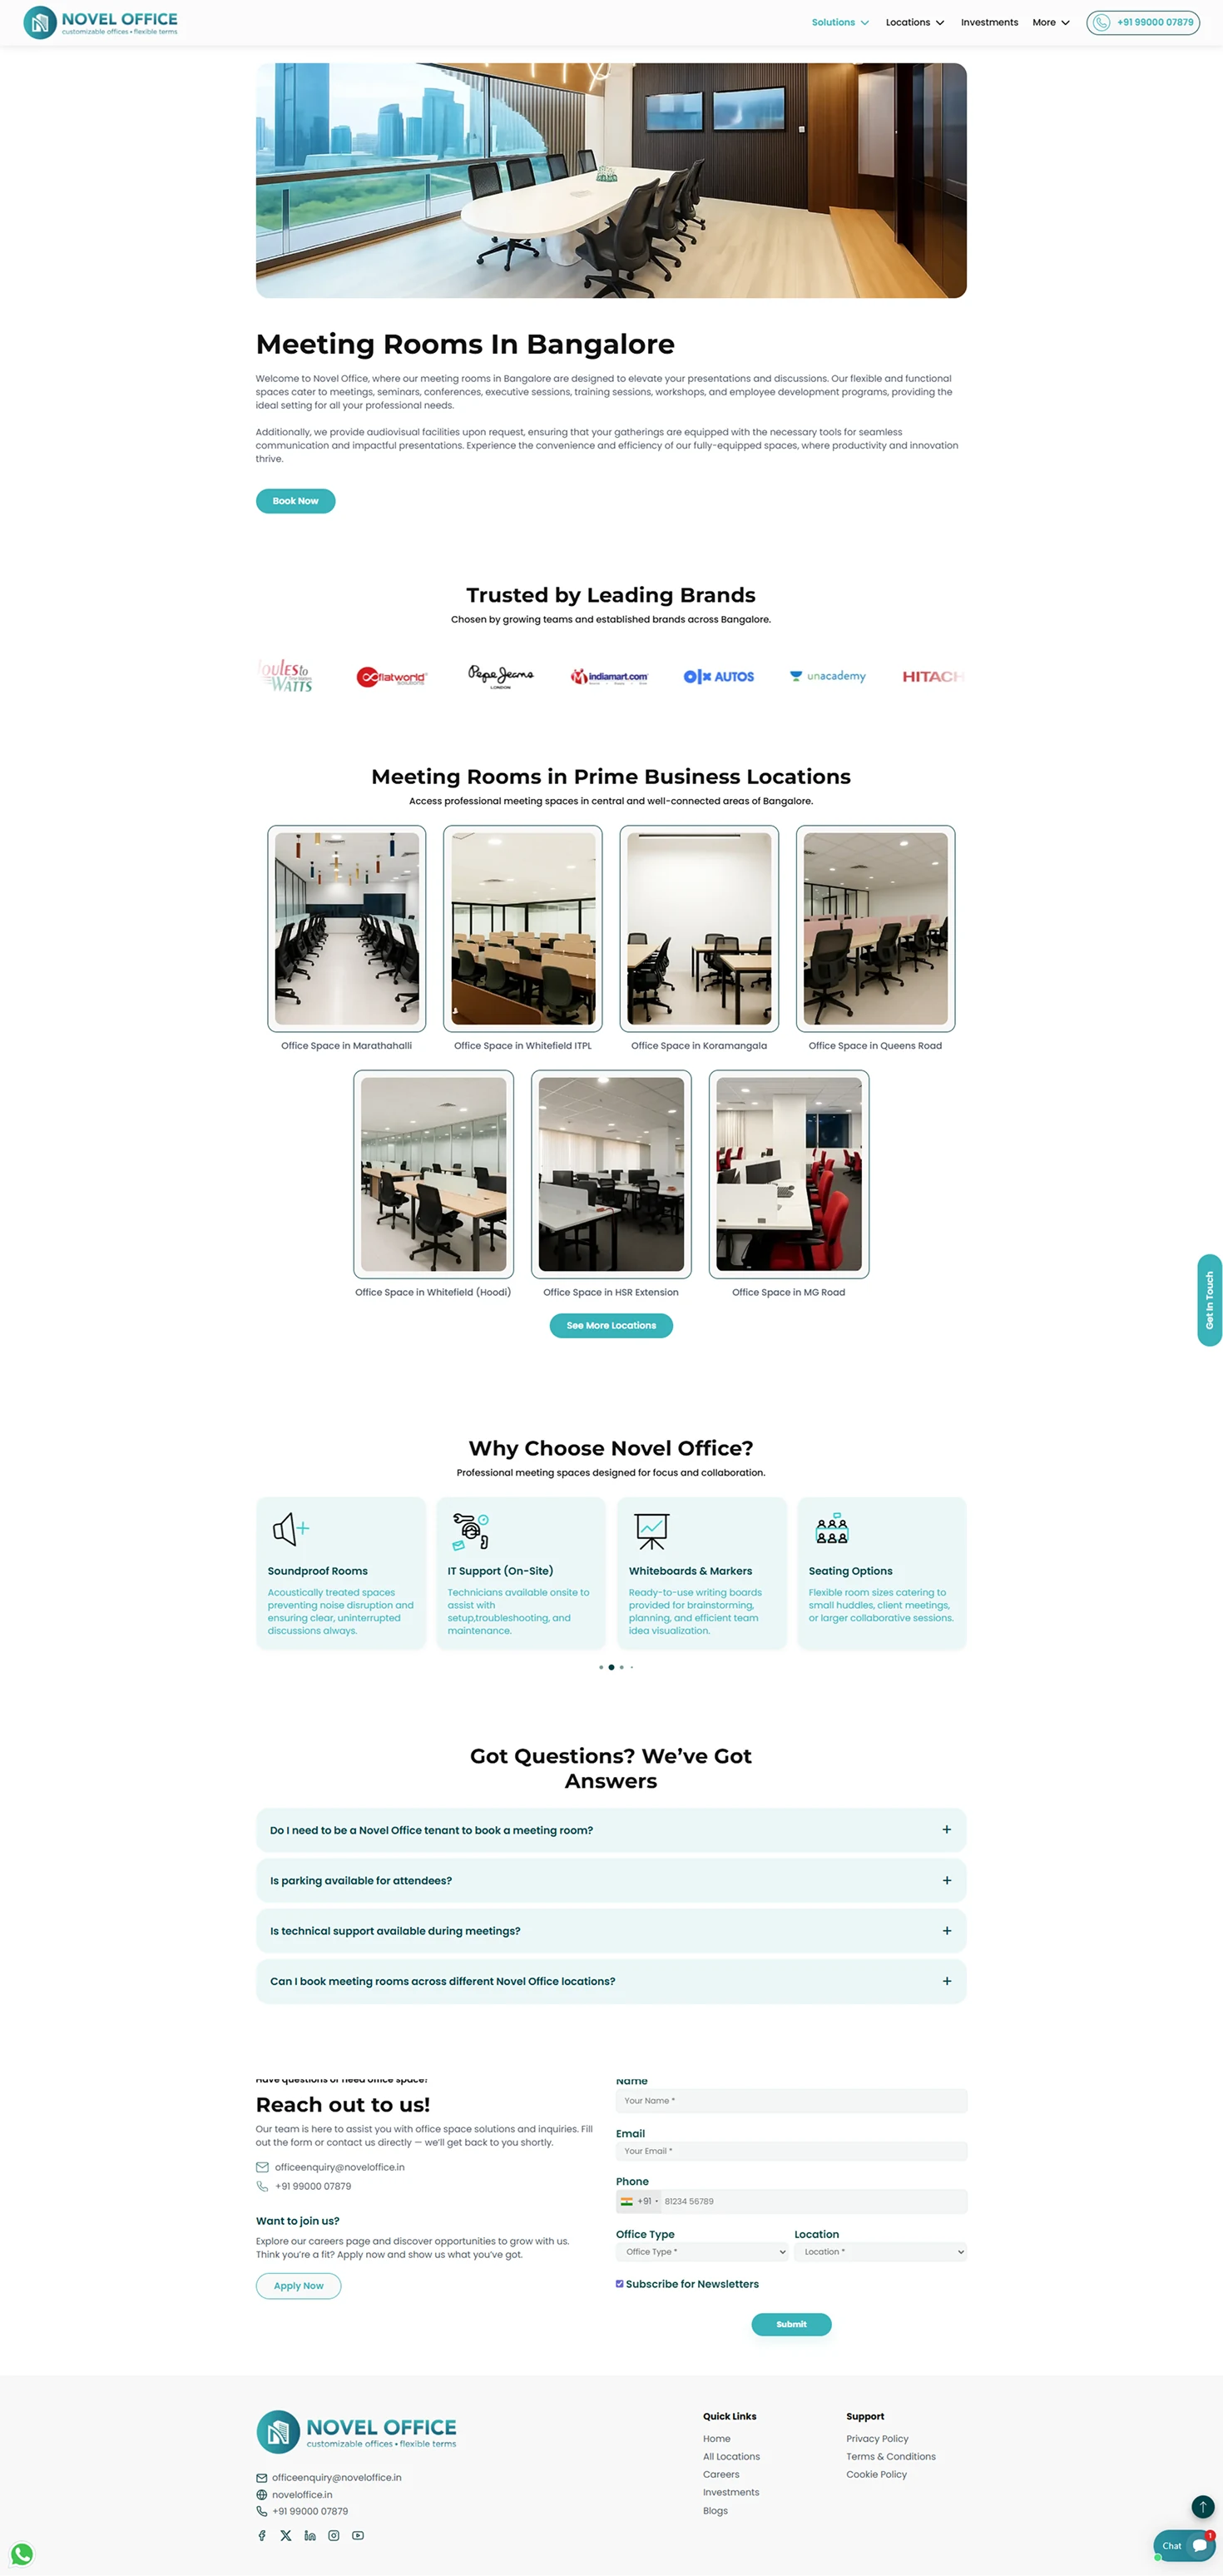 NOVEL OFFICE
customizable offices • flexible terms
Solutions
Locations
Investments
More
+91 99000 07879
Meeting Rooms In Bangalore
Welcome to Novel Office, where our meeting rooms in Bangalore are designed to elevate your presentations and discussions. Our flexible and functional
spaces cater to meetings, seminars, conferences, executive sessions, training sessions, workshops, and employee development programs, providing the
ideal setting for all your professional needs.
Additionally, we provide audiovisual facilities upon request, ensuring that your gatherings are equipped with the necessary tools for seamless
communication and impactful presentations. Experience the convenience and efficiency of our fully-equipped spaces, where productivity and innovation
thrive.
Book Now
Trusted by Leading Brands
Chosen by growing teams and established brands across Bangalore.
oules to
WATTS
flatworld
solutions
Pepe Jeans
LONDON
indiamart.com
olx AUTOS
unacademy
HITACH
Meeting Rooms in Prime Business Locations
Access professional meeting spaces in central and well-connected areas of Bangalore.
Office Space in Marathahalli
Office Space in Whitefield ITPL
Office Space in Koramangala
Office Space in Queens Road
Office Space in Whitefield (Hoodi)
Office Space in HSR Extension
Office Space in MG Road
See More Locations
Get In Touch
Why Choose Novel Office?
Professional meeting spaces designed for focus and collaboration.
Soundproof Rooms
Acoustically treated spaces
preventing noise disruption and
ensuring clear, uninterrupted
discussions always.
IT Support (On-Site)
Technicians available onsite to
assist with
setup,troubleshooting, and
maintenance.
Whiteboards & Markers
Ready-to-use writing boards
provided for brainstorming,
planning, and efficient team
idea visualization.
Seating Options
Flexible room sizes catering to
small huddles, client meetings,
or larger collaborative sessions.
Got Questions? We've Got
Answers
Do I need to be a Novel Office tenant to book a meeting room?
Is parking available for attendees?
Is technical support available during meetings?
Can I book meeting rooms across different Novel Office locations?
Have questions or need office space?
Reach out to us!
Our team is here to assist you with office space solutions and inquiries. Fill
out the form or contact us directly — we'll get back to you shortly.
officeenquiry@noveloffice.in
+91 99000 07879
Want to join us?
Explore our careers page and discover opportunities to grow with us.
Think you're a fit? Apply now and show us what you've got.
Apply Now
Name
Your Name *
Email
Your Email *
Phone
+91
81234 56789
Office Type
Location
Office Type *
Location *
Subscribe for Newsletters
Submit
NOVEL OFFICE
customizable offices • flexible terms
officeenquiry@noveloffice.in
noveloffice.in
+91 99000 07879
Quick Links
Home
All Locations
Careers
Investments
Blogs
Support
Privacy Policy
Terms & Conditions
Cookie Policy
Chat
1